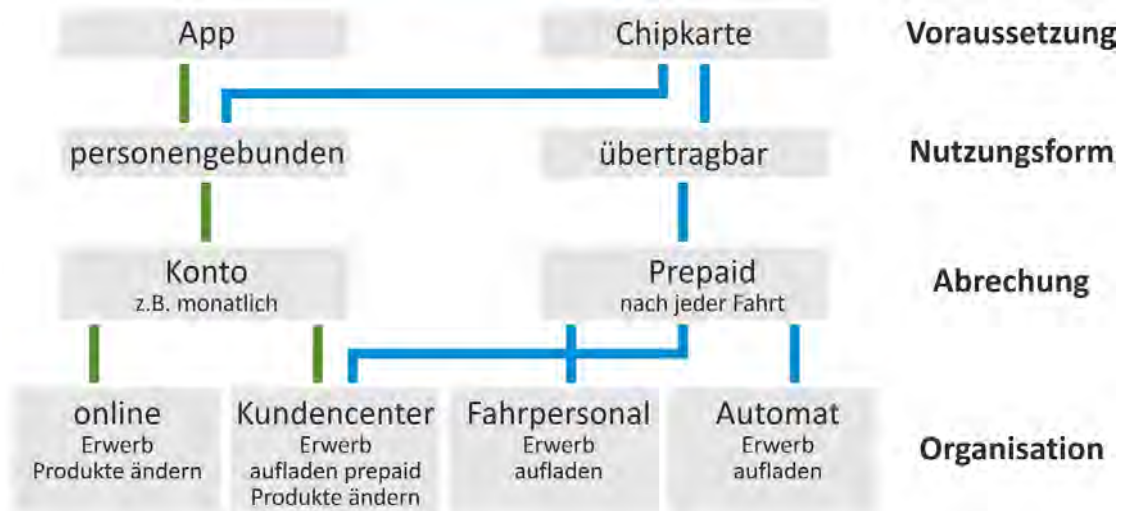 App
Chipkarte
Voraussetzung
personengebunden
übertragbar
Nutzungsform
Konto
z.B. monatlich
Prepaid
nach jeder Fahrt
Abrechung
online
Erwerb
Produkte ändern
Kundencenter
Erwerb
aufladen prepaid
Produkte ändern
Fahrpersonal
Erwerb
aufladen
Automat
Erwerb
aufladen
Organisation